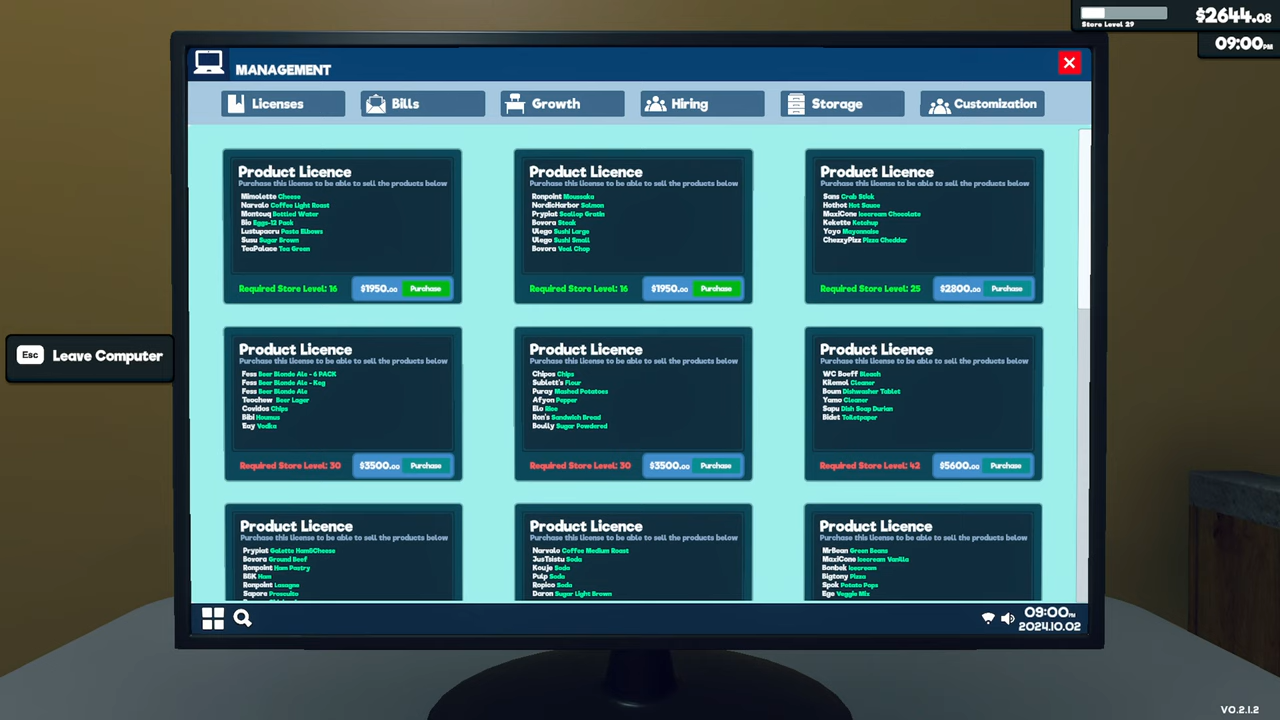 $2644.08
Store Level 29
09:00PM
MANAGEMENT
Licenses Bills Growth Hiring Storage Customization
Product Licence
Purchase this license to be able to sell the products below
Mimolette Cheese
Narvalo Coffee Light Roast
Montcuq Bottled Water
Bio Eggs-12 Pack
Lustupacru Pasta Elbows
Susu Sugar Brown
TeaPalace Tea Green
Required Store Level: 16 $1950.00 Purchase
Product Licence
Purchase this license to be able to sell the products below
Ronpoint Moussaka
NordicHarbor Salmon
Prypiat Scallop Gratin
Bovora Steak
Ulego Sushi Large
Ulego Sushi Small
Bovora Veal Chop
Required Store Level: 16 $1950.00 Purchase
Product Licence
Purchase this license to be able to sell the products below
Sans Crab Stick
Hothot Hot Sauce
MaxiCone Icecream Chocolate
Kekette Ketchup
Yoyo Mayonnaise
ChezzyPizz Pizza Cheddar
Required Store Level: 25 $2800.00 Purchase
Esc Leave Computer
Product Licence
Purchase this license to be able to sell the products below
Fess Beer Blonde Ale - 6 PACK
Fess Beer Blonde Ale - Keg
Fess Beer Blonde Ale
Teochew Beer Lager
Covidos Chips
Bibi Houmus
Eay Vodka
Required Store Level: 30 $3500.00 Purchase
Product Licence
Purchase this license to be able to sell the products below
Chipos Chips
Sublett's Flour
Puray Mashed Potatoes
Afyon Pepper
Elo Rice
Ron's Sandwich Bread
Boully Sugar Powdered
Required Store Level: 30 $3500.00 Purchase
Product Licence
Purchase this license to be able to sell the products below
WC Boeff Bleach
Kilemol Cleaner
Boum Dishwasher Tablet
Yamo Cleaner
Sapu Dish Soap Durian
Bidet Toiletpaper
Required Store Level: 42 $5600.00 Purchase
Product Licence
Purchase this license to be able to sell the products below
Prypiat Galette Ham&Cheese
Bovora Ground Beef
Ronpoint Ham Pastry
BBK Ham
Ronpoint Lasagne
Sapore Prosciuto
Product Licence
Purchase this license to be able to sell the products below
Narvalo Coffee Medium Roast
JusTsistu Soda
Kouje Soda
Pulp Soda
Ropico Soda
Daron Sugar Light Brown
Product Licence
Purchase this license to be able to sell the products below
MrBean Green Beans
MaxiCone Icecream Vanilla
Bonbek Icecream
Bigtony Pizza
Spok Potato Pops
Ego Veggie Mix
09:00PM
2024.10.02
V0.2.1.2